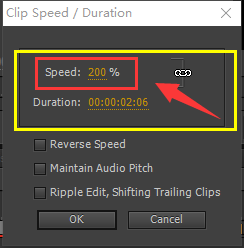 Clip Speed / Duration
Speed: 200 %
Duration: 00:00:02:06
Reverse Speed
Maintain Audio Pitch
Ripple Edit, Shifting Trailing Clips
OK Cancel